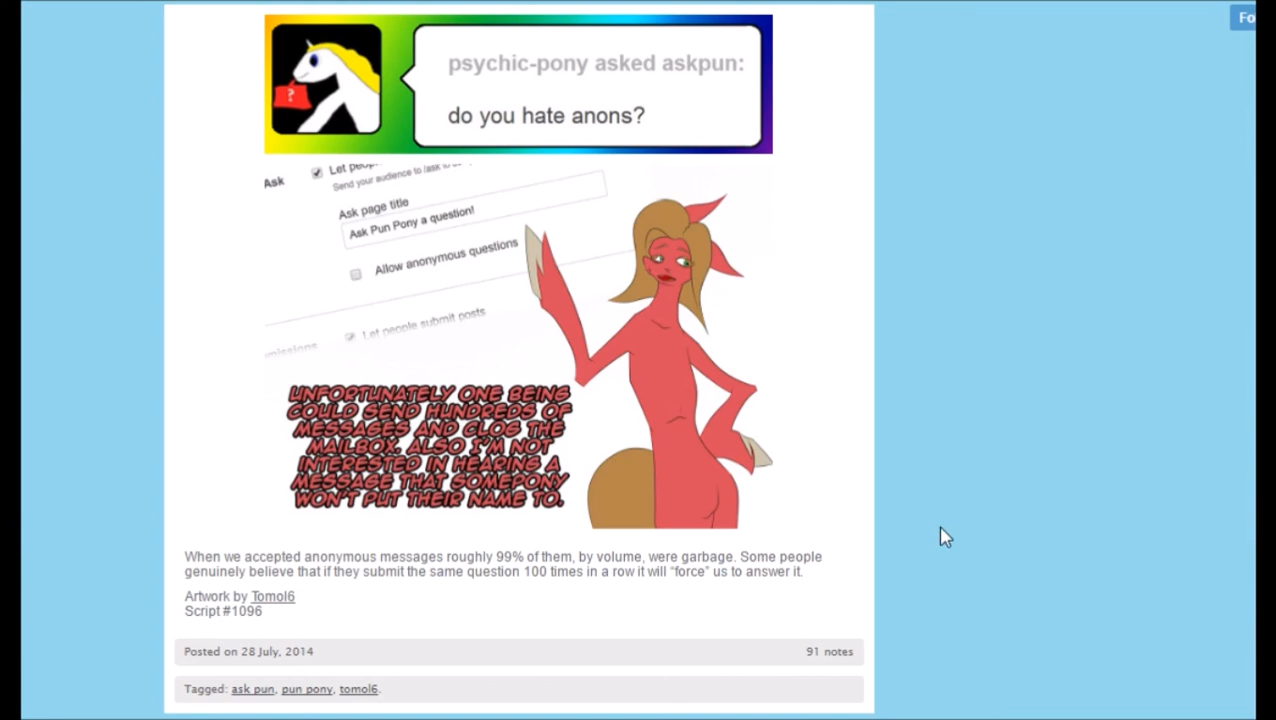 Fo
psychic-pony asked askpun:
do you hate anons?
Ask
Let peop
Send your audience to /ask to
Ask page title
Ask Pun Pony a question!
Allow anonymous questions
missions
Let people submit posts
UNFORTUNATELY ONE BEING
COULD SEND HUNDREDS OF
MESSAGES AND CLOG THE
MAILBOX. ALSO I'M NOT
INTERESTED IN HEARING A
MESSAGE THAT SOMEPONY
WON'T PUT THEIR NAME TO.
When we accepted anonymous messages roughly 99% of them, by volume, were garbage. Some people
genuinely believe that if they submit the same question 100 times in a row it will “force” us to answer it.
Artwork by Tomol6
Script #1096
Posted on 28 July, 2014 91 notes
Tagged: ask pun, pun pony, tomol6.